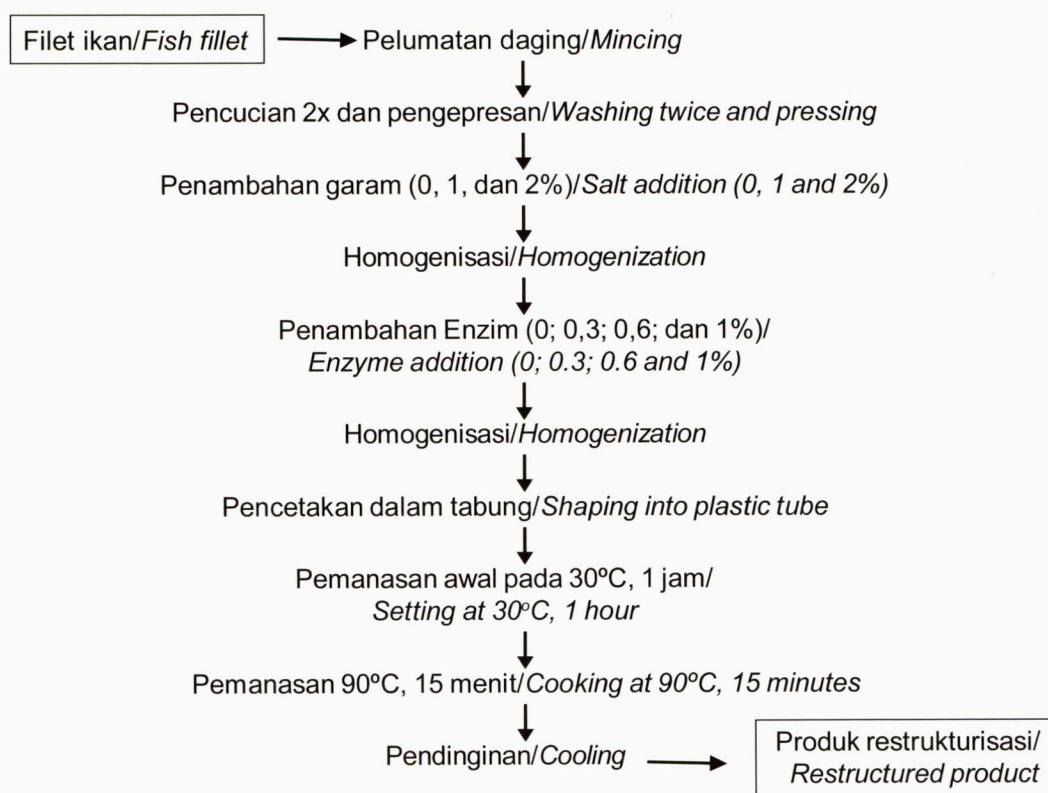 Filet ikan/Fish fillet
Pelumatan daging/Mincing
Pencucian 2x dan pengepresan/Washing twice and pressing
Penambahan garam (0, 1, dan 2%)/Salt addition (0, 1 and 2%)
Homogenisasi/Homogenization
Penambahan Enzim (0; 0,3; 0,6; dan 1%)/
Enzyme addition (0; 0.3; 0.6 and 1%)
Homogenisasi/Homogenization
Pencetakan dalam tabung/Shaping into plastic tube
Pemanasan awal pada 30ºC, 1 jam/
Setting at 30ºC, 1 hour
Pemanasan 90ºC, 15 menit/Cooking at 90ºC, 15 minutes
Pendinginan/Cooling
Produk restrukturisasi/
Restructured product